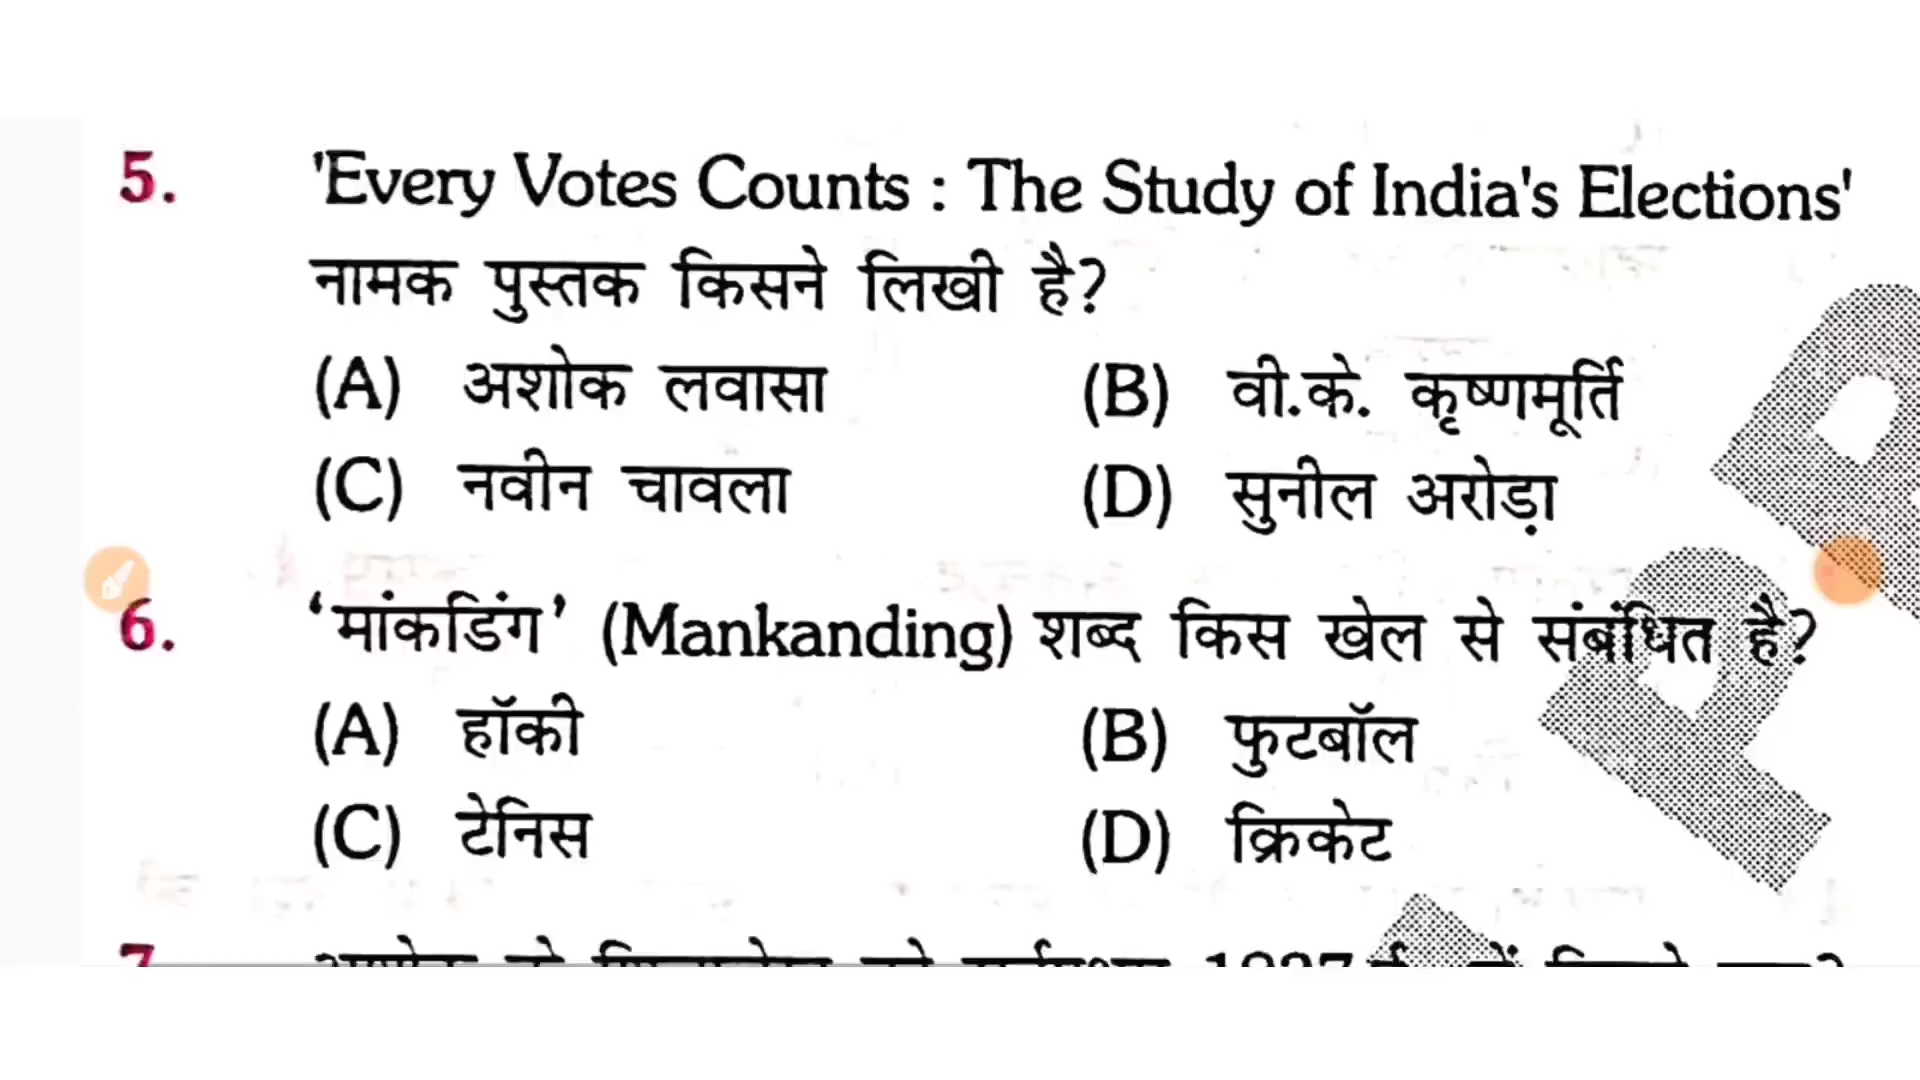 5. 'Every Votes Counts : The Study of India's Elections'
नामक पुस्तक किसने लिखी है?
(A) अशोक लवासा (B) वी.के. कृष्णमूर्ति
(C) नवीन चावला (D) सुनील अरोड़ा
6. ‘मांकडिंग’ (Mankanding) शब्द किस खेल से संबंधित है?
(A) हॉकी (B) फुटबॉल
(C) टेनिस (D) क्रिकेट